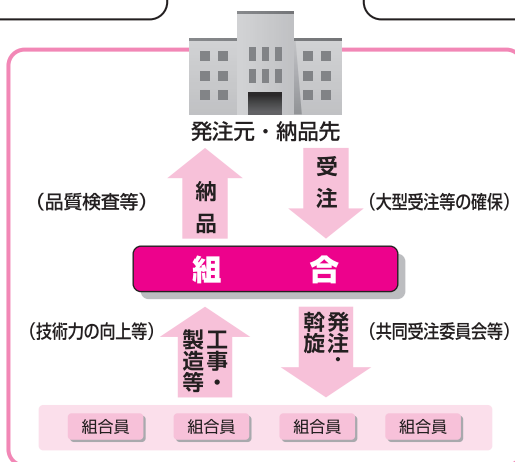 発注元・納品先
納品
受注
(品質検査等)
(大型受注等の確保)
組合
(技術力の向上等)
工事・
製造等
発注・
斡旋
(共同受注委員会等)
組合員
組合員
組合員
組合員